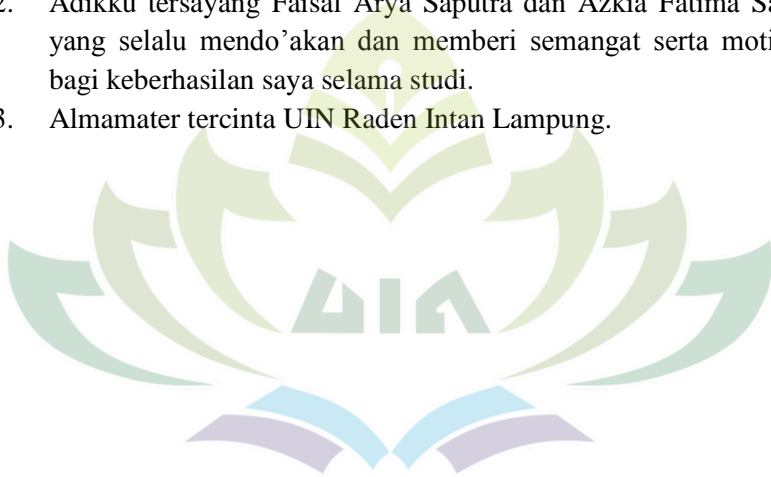 2. Adikku tersayang Faisal Arya Saputra dan Azkia Fatima
yang selalu mendo’akan dan memberi semangat serta
bagi keberhasilan saya selama studi.
3. Almamater tercinta UIN Raden Intan Lampung.
UIN